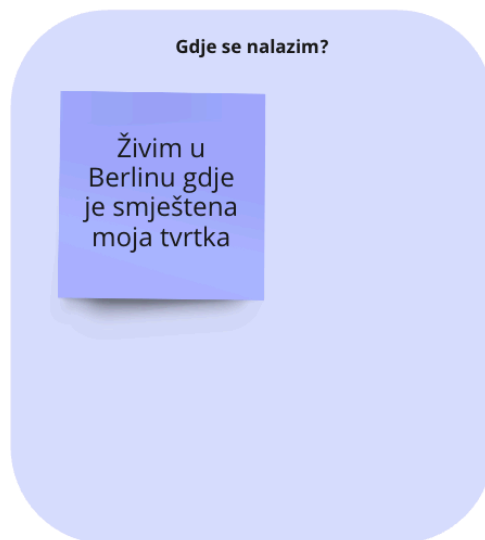 Gdje se nalazim?
Živim u
Berlinu gdje
je smještena
moja tvrtka